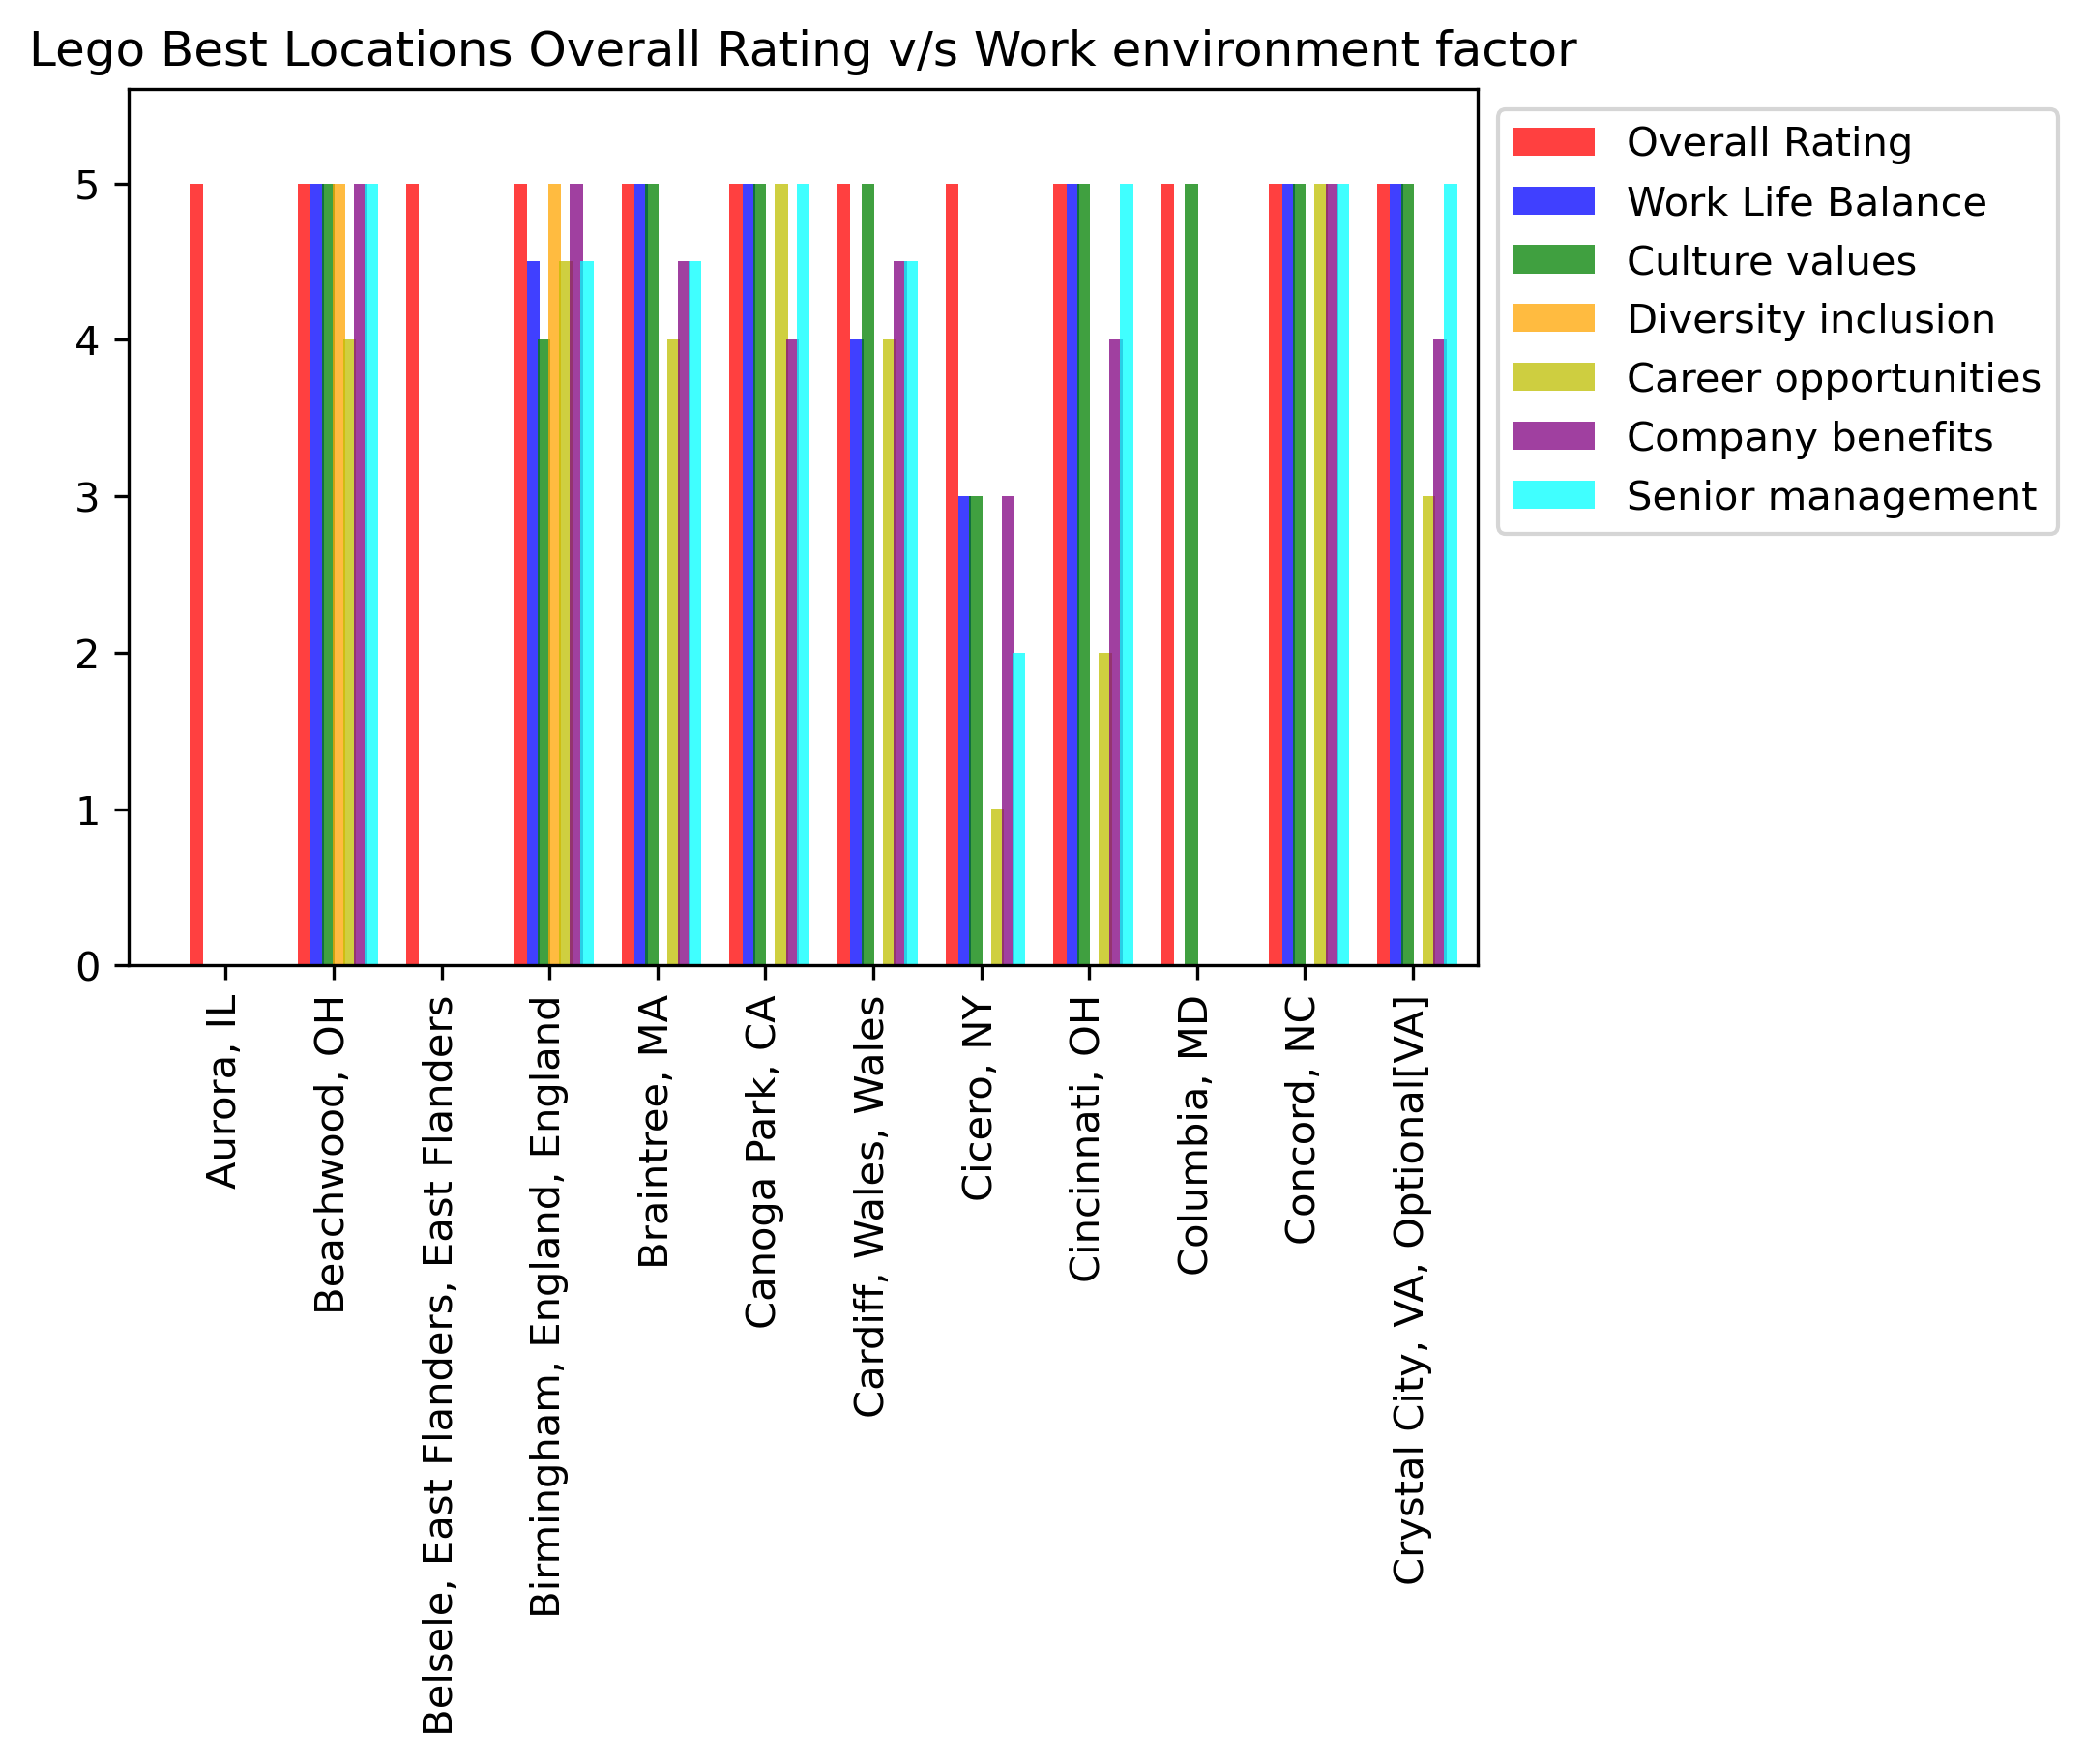 Lego Best Locations Overall Rating v/s Work environment factor
Overall Rating
Work Life Balance
Culture values
Diversity inclusion
Career opportunities
Company benefits
Senior management
5
4
3
2
1
0
Aurora, IL
Beachwood, OH
Belsele, East Flanders, East Flanders
Birmingham, England, England
Braintree, MA
Canoga Park, CA
Cardiff, Wales, Wales
Cicero, NY
Cincinnati, OH
Columbia, MD
Concord, NC
Crystal City, VA, Optional[VA]